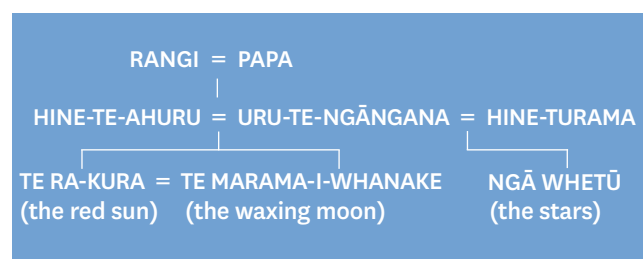 RANGI = PAPA
HINE-TE-AHURU = URU-TE-NGĀNGANA = HINE-TURAMA
TE RA-KURA = TE MARAMA-I-WHANAKE NGĀ WHETŪ
(the red sun) (the waxing moon) (the stars)